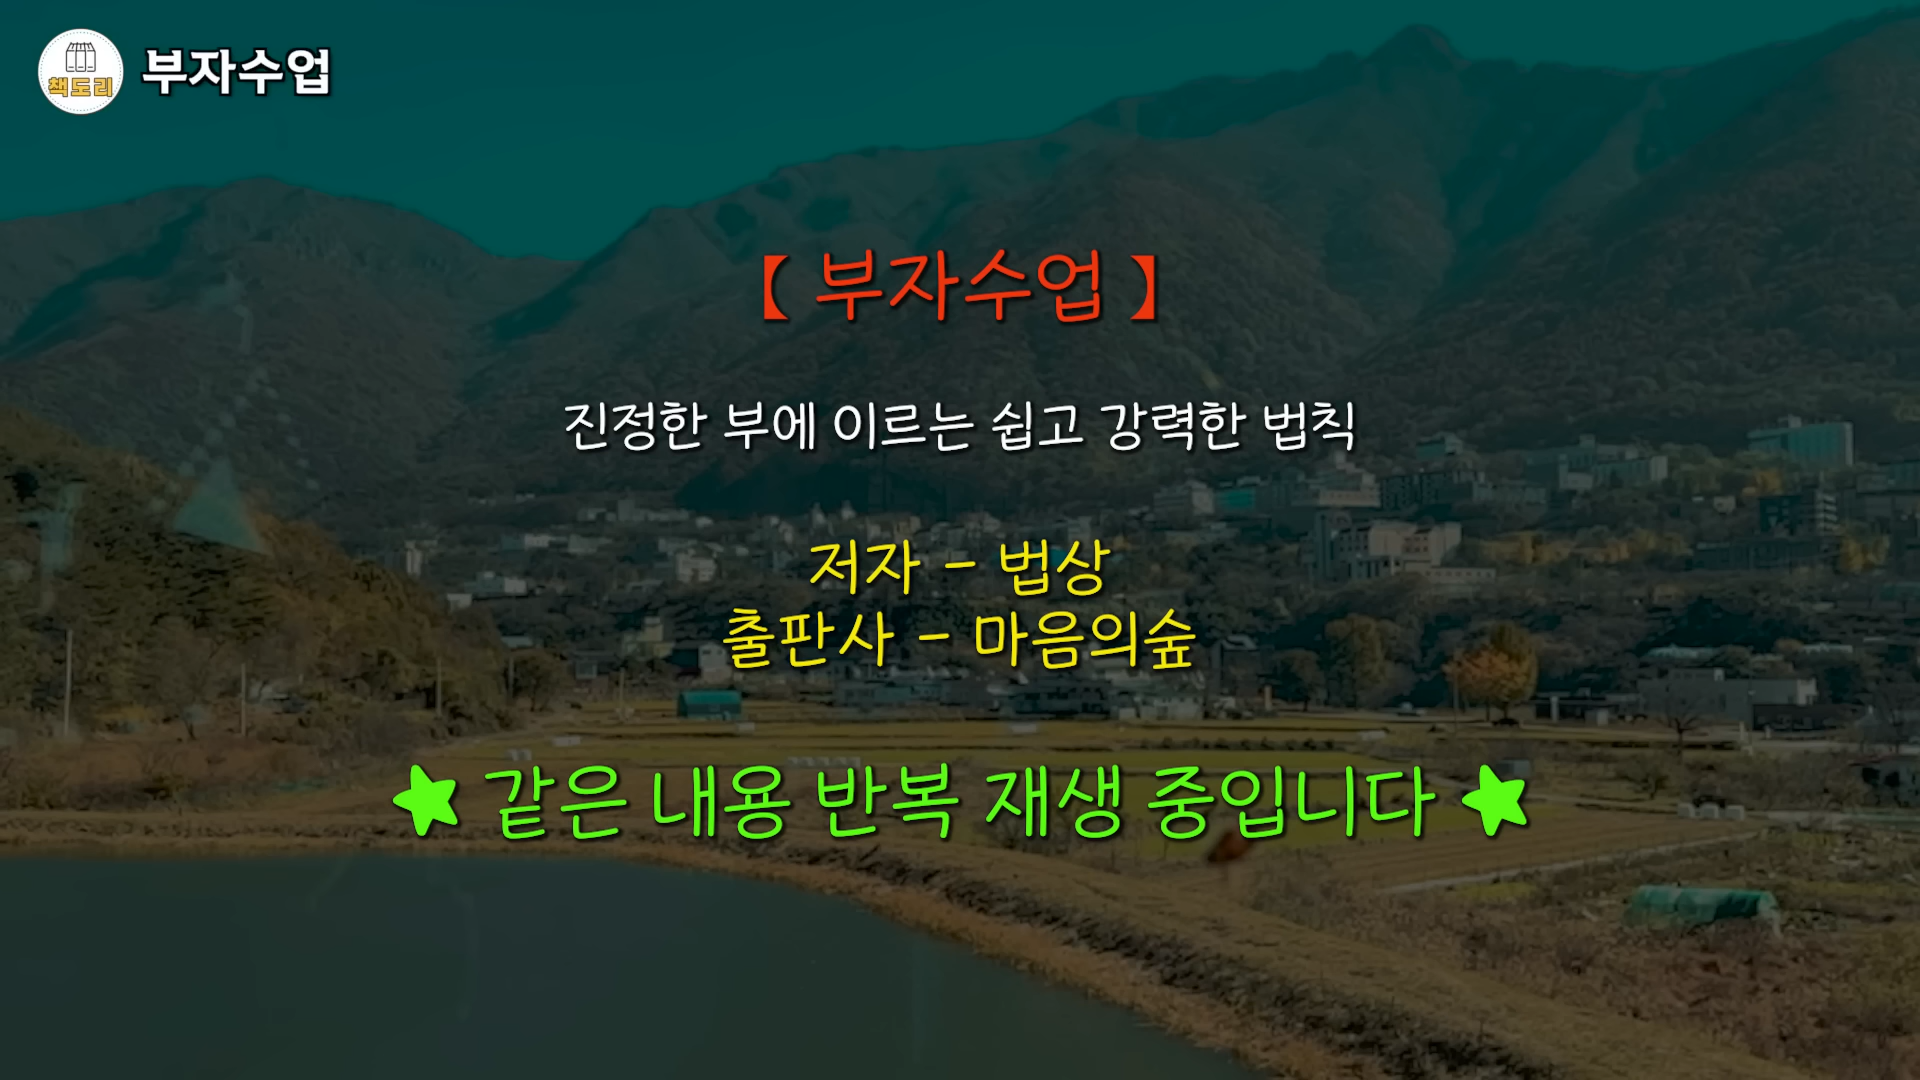 책도리
부자수업
【 부자수업 】
진정한 부에 이르는 쉽고 강력한 법칙
저자 - 법상
출판사 - 마음의숲
★ 같은 내용 반복 재생 중입니다 ★